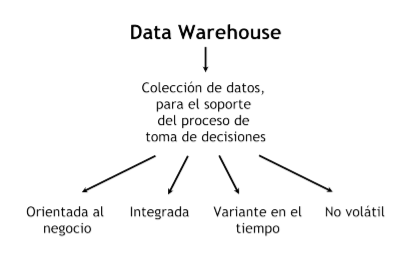 Data Warehouse
Colección de datos,
para el soporte
del proceso de
toma de decisiones
Orientada al
negocio
Integrada
Variante en el
tiempo
No volátil